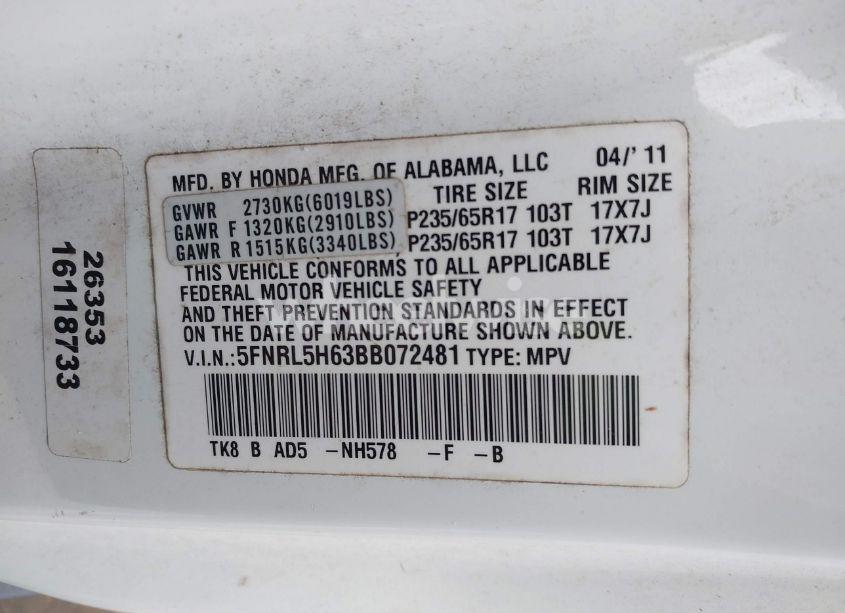 MFD. BY HONDA MFG. OF ALABAMA, LLC 04/' 11
GVWR 2730KG(6019LBS) TIRE SIZE RIM SIZE
GAWR F 1320KG(2910LBS) P235/65R17 103T 17X7J
GAWR R 1515KG(3340LBS) P235/65R17 103T 17X7J
THIS VEHICLE CONFORMS TO ALL APPLICABLE
FEDERAL MOTOR VEHICLE SAFETY
AND THEFT PREVENTION STANDARDS IN EFFECT
ON THE DATE OF MANUFACTURE SHOWN ABOVE.
V.I.N.:5FNRL5H63BB072481 TYPE: MPV
TK8 B AD5 -NH578 -F -B
26353
16118733